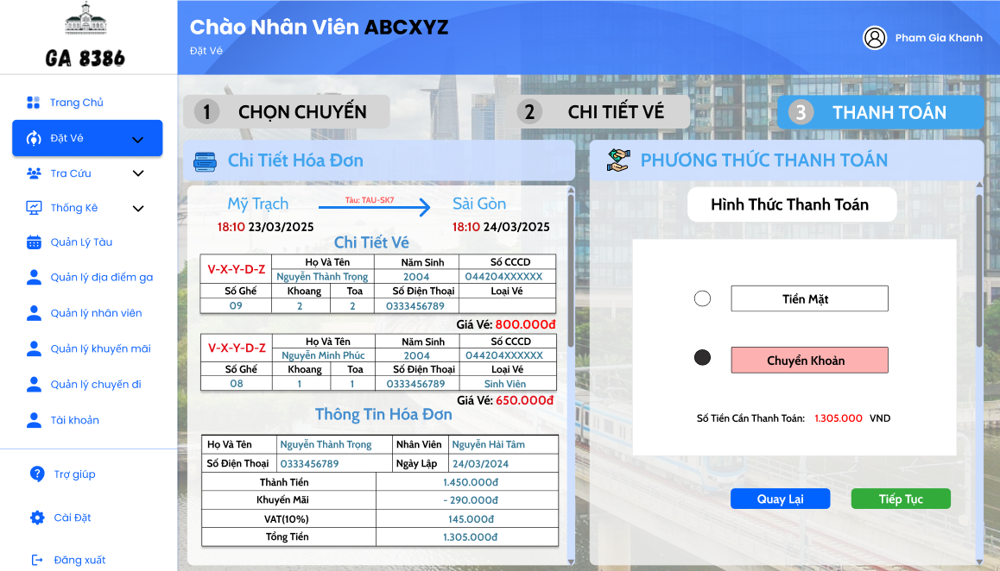 GA 8386
Trang Chủ
Đặt Vé
Tra Cứu
Thống Kê
Quản Lý Tàu
Quản lý địa điểm ga
Quản lý nhân viên
Quản lý khuyến mãi
Quản lý chuyến đi
Tài khoản
Trợ giúp
Cài Đặt
Đăng xuất
Chào Nhân Viên ABCXYZ
Đặt Vé
Pham Gia Khanh
1 CHỌN CHUYẾN
2 CHI TIẾT VÉ
3 THANH TOÁN
Chi Tiết Hóa Đơn
Mỹ Trạch Tàu: TAU-SK7 Sài Gòn
18:10 23/03/2025 18:10 24/03/2025
Chi Tiết Vé
V-X-Y-D-Z Họ Và Tên Năm Sinh Số CCCD
Nguyễn Thành Trọng 2004 044204XXXXXX
Số Ghế Khoang Toa Số Điện Thoại Loại Vé
09 2 2 0333456789
Giá Vé: 800.000đ
V-X-Y-D-Z Họ Và Tên Năm Sinh Số CCCD
Nguyễn Minh Phúc 2004 044204XXXXXX
Số Ghế Khoang Toa Số Điện Thoại Loại Vé
08 1 1 0333456789 Sinh Viên
Giá Vé: 650.000đ
Thông Tin Hóa Đơn
Họ Và Tên Nguyễn Thành Trọng Nhân Viên Nguyễn Hải Tâm
Số Điện Thoại 0333456789 Ngày Lập 24/03/2024
Thành Tiền 1.450.000đ
Khuyến Mãi - 290.000đ
VAT(10%) 145.000đ
Tổng Tiền 1.305.000đ
PHƯƠNG THỨC THANH TOÁN
Hình Thức Thanh Toán
Tiền Mặt
Chuyển Khoản
Số Tiền Cần Thanh Toán: 1.305.000 VND
Quay Lại Tiếp Tục